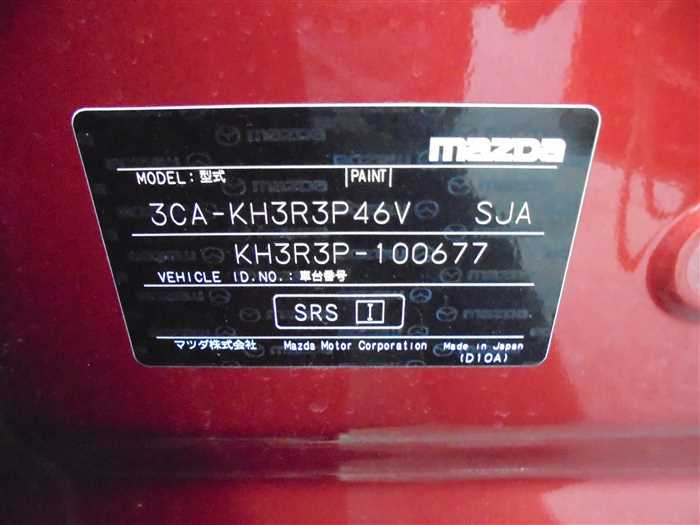 mazda
MODEL:型式 PAINT
3CA-KH3R3P46V SJA
KH3R3P-100677
VEHICLE ID.NO.:車台番号
SRS I
マツダ株式会社 Mazda Motor Corporation Made in Japan
(D10A)